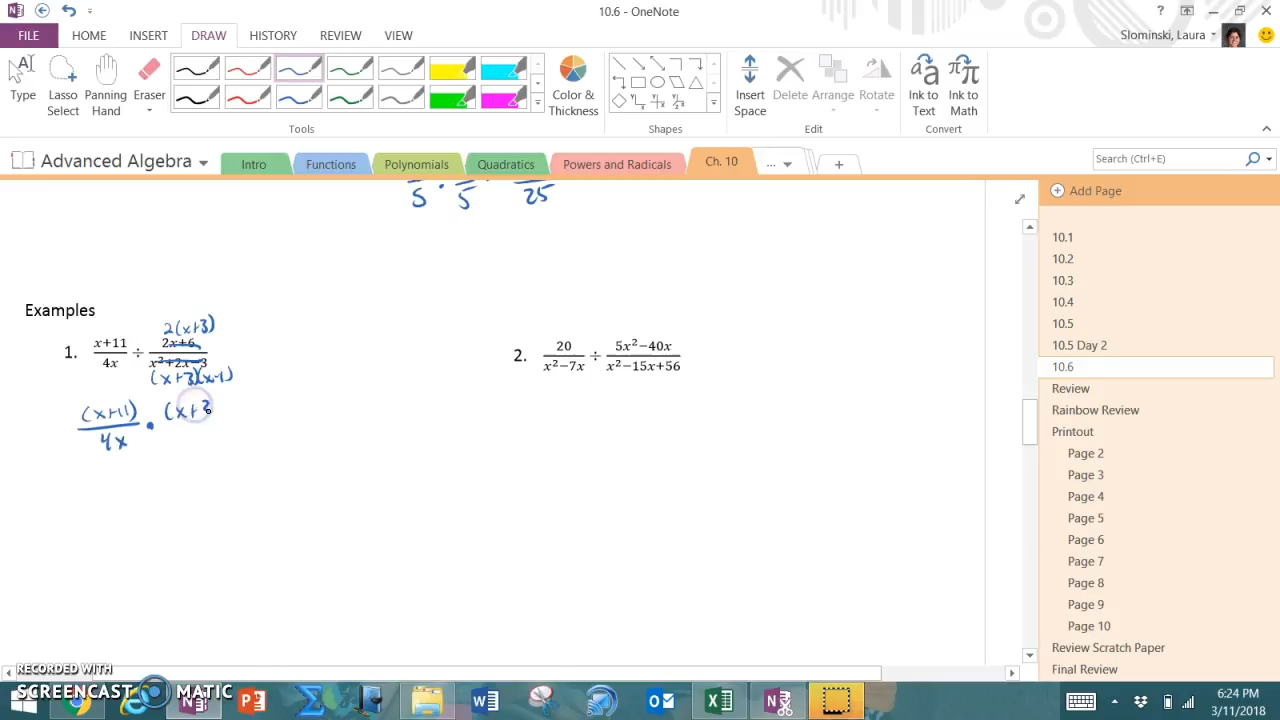 10.6 - OneNote
FILE HOME INSERT DRAW HISTORY REVIEW VIEW
Slominski, Laura
Type
Lasso Select
Panning Hand
Eraser
Color & Thickness
Insert Space
Delete Arrange Rotate
Ink to Text
Ink to Math
Tools Shapes Edit Convert
Advanced Algebra
Intro Functions Polynomials Quadratics Powers and Radicals Ch. 10 ... +
Search (Ctrl+E)
Add Page
10.1
10.2
10.3
10.4
10.5
10.5 Day 2
10.6
Review
Rainbow Review
Printout
Page 2
Page 3
Page 4
Page 5
Page 6
Page 7
Page 8
Page 9
Page 10
Review Scratch Paper
Final Review
5 · 5 · 25
Examples
2(x+3)
1. x+11/4x ÷ 2x+6/x²+2x−3
(x+3)(x-1)
(x+11)/4x · (x+3
2. 20/x²−7x ÷ 5x²−40x/x²−15x+56
RECORDED WITH
SCREENCAST MATIC
6:24 PM
3/11/2018